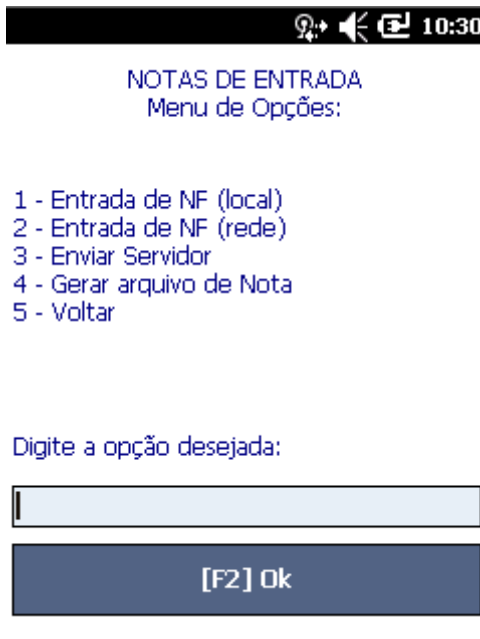 10:30
NOTAS DE ENTRADA
Menu de Opções:
1 - Entrada de NF (local)
2 - Entrada de NF (rede)
3 - Enviar Servidor
4 - Gerar arquivo de Nota
5 - Voltar
Digite a opção desejada:
[F2] Ok